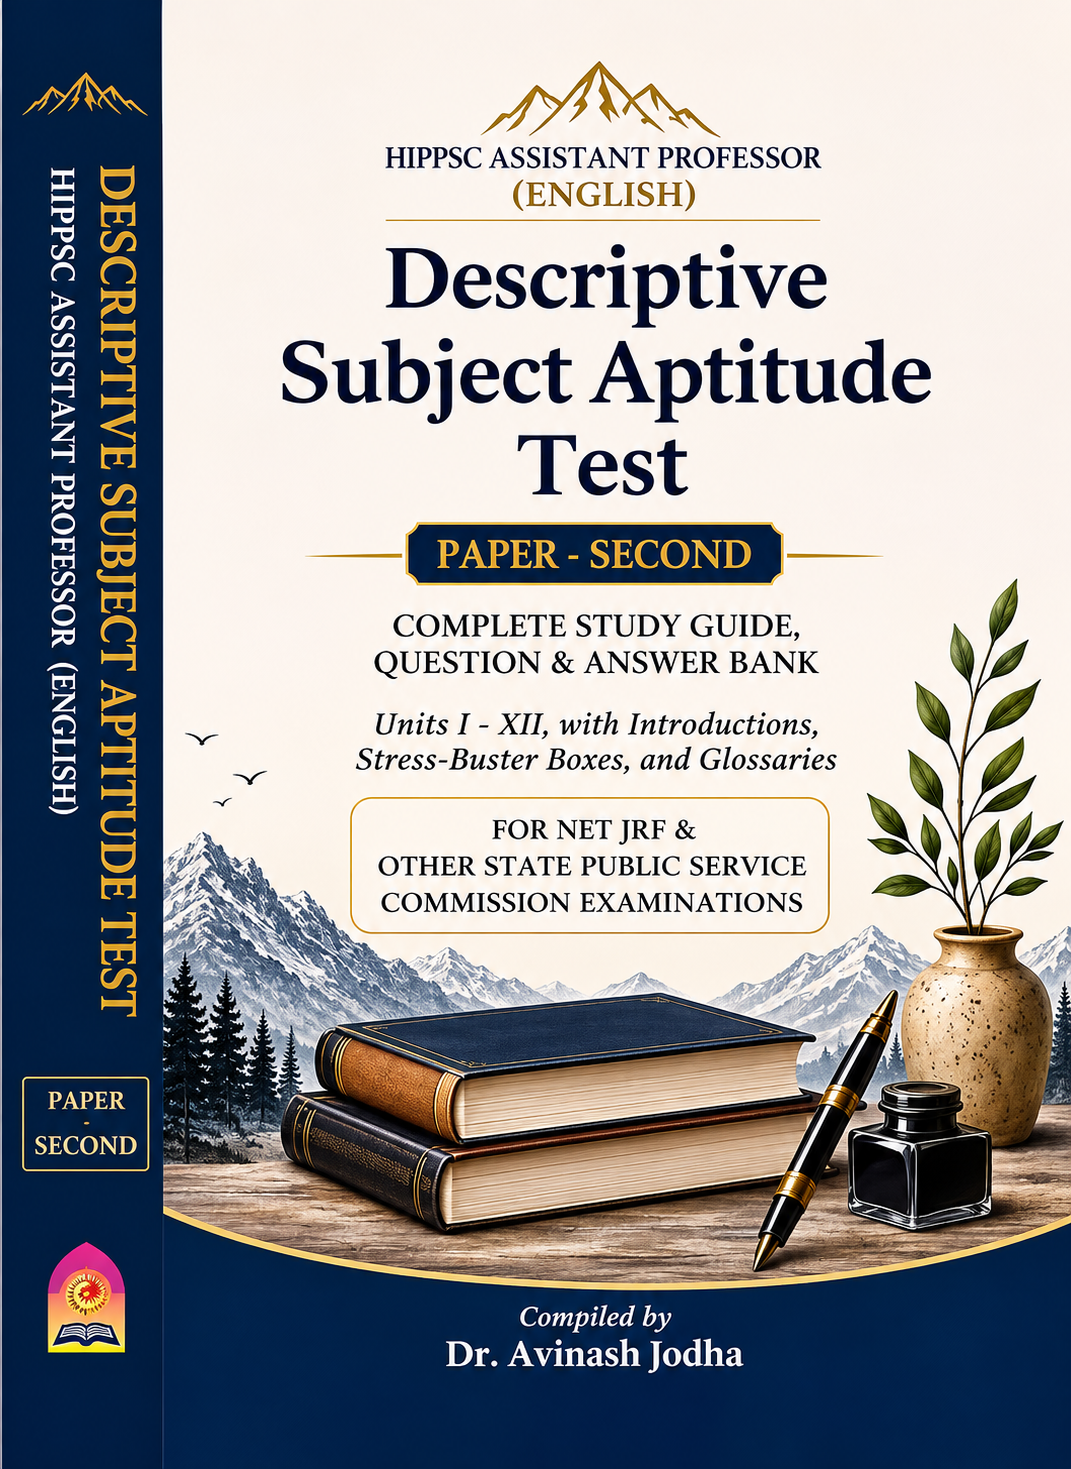 DESCRIPTIVE SUBJECT APTITUDE TEST
HIPPSC ASSISTANT PROFESSOR (ENGLISH)
PAPER
-
SECOND
HIPPSC ASSISTANT PROFESSOR
(ENGLISH)
Descriptive
Subject Aptitude
Test
PAPER - SECOND
COMPLETE STUDY GUIDE,
QUESTION & ANSWER BANK
Units I - XII, with Introductions,
Stress-Buster Boxes, and Glossaries
FOR NET JRF &
OTHER STATE PUBLIC SERVICE
COMMISSION EXAMINATIONS
Compiled by
Dr. Avinash Jodha